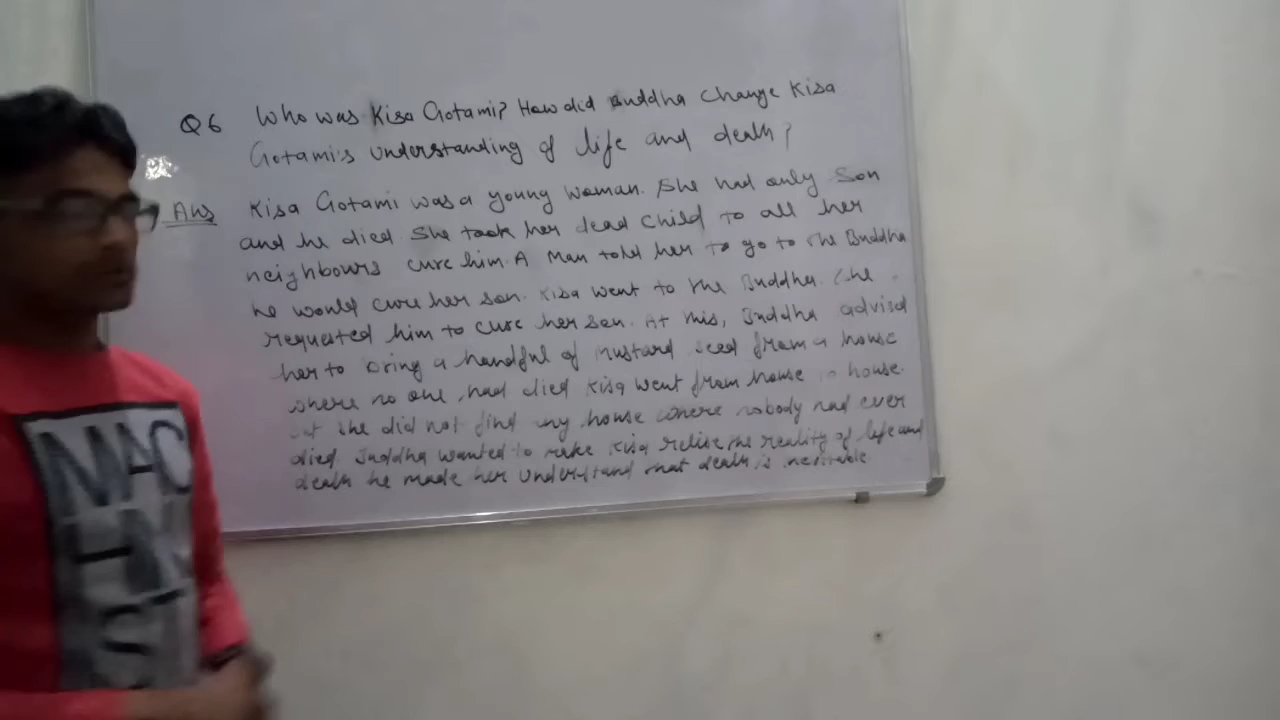 Q6 Who was Kisa Gotami? How did Buddha change Kisa
Gotami's understanding of life and death?
Ans Kisa Gotami was a young woman. She had only Son
and he died She took her dead child to all her
neighbours cure him. A Man told her to go to the Buddha
he would cure her son. Kisa went to the Buddha. She
requested him to cure her son. At this, Buddha advised
her to bring a handful of mustard seed from a house
where no one had died Kisa went from house to house.
but she did not find any house where nobody had ever
died Buddha wanted to make Kisa relise the reality of life and
death he made her understand that death is inevitable
MAC